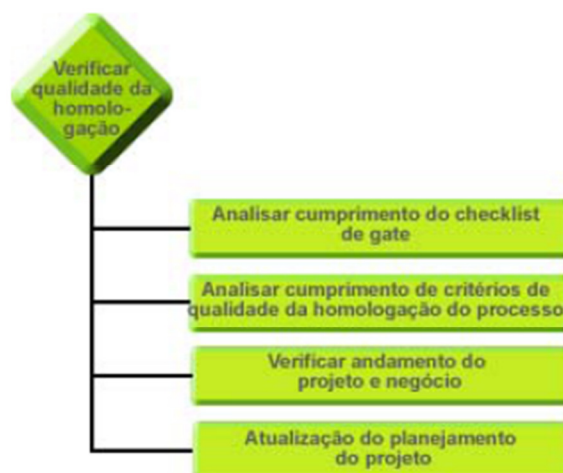 Verificar
qualidade da
homolo-
gação
Analisar cumprimento do checklist
de gate
Analisar cumprimento de critérios de
qualidade da homologação do processo
Verificar andamento do
projeto e negócio
Atualização do planejamento
do projeto